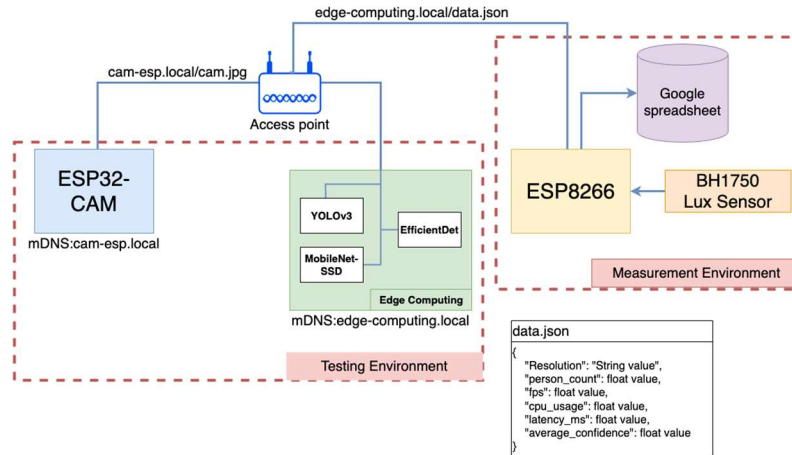 edge-computing.local/data.json
cam-esp.local/cam.jpg
Access point
Google
spreadsheet
ESP32-
CAM
mDNS:cam-esp.local
YOLOv3
EfficientDet
MobileNet-
SSD
Edge Computing
mDNS:edge-computing.local
Testing Environment
ESP8266
BH1750
Lux Sensor
Measurement Environment
data.json
{
"Resolution": "String value",
"person_count": float value,
"fps": float value,
"cpu_usage": float value,
"latency_ms": float value,
"average_confidence": float value
}